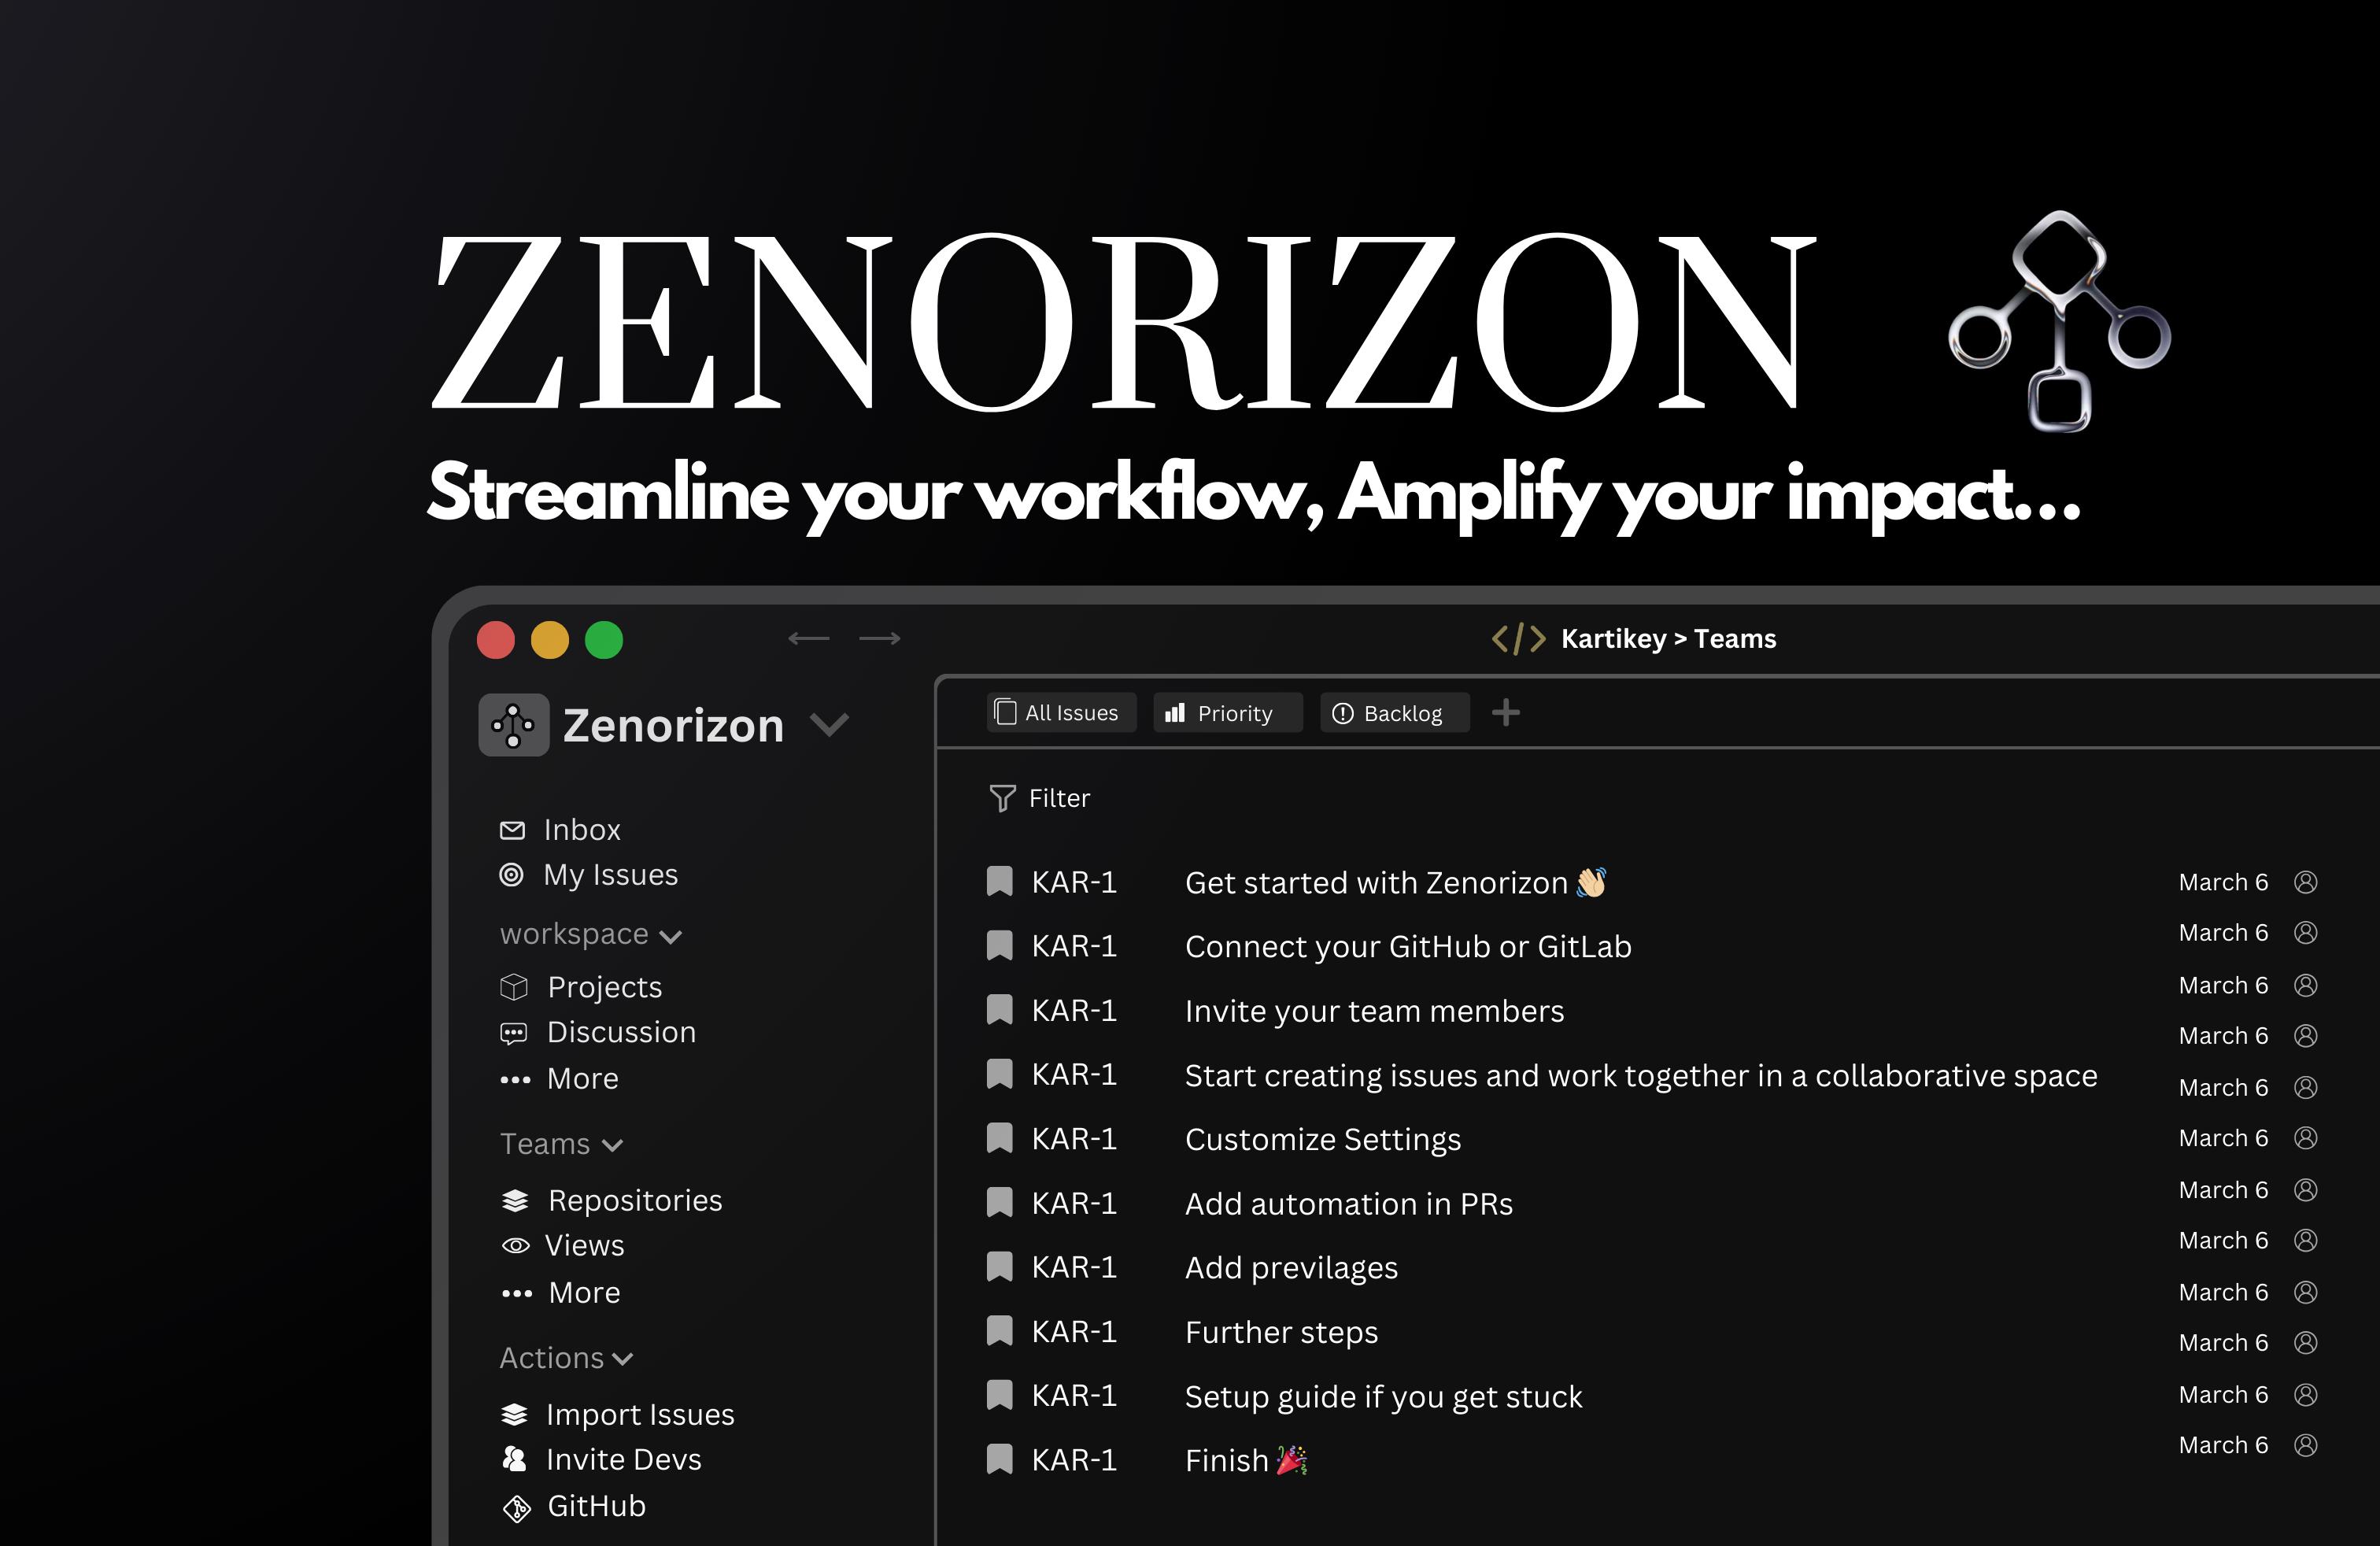 ZENORIZON
Streamline your workflow, Amplify your impact...
Kartikey > Teams
Zenorizon
Inbox
My Issues
workspace
Projects
Discussion
More
Teams
Repositories
Views
More
Actions
Import Issues
Invite Devs
GitHub
All Issues
Priority
Backlog
Filter
KAR-1 Get started with Zenorizon 👋🏻
KAR-1 Connect your GitHub or GitLab
KAR-1 Invite your team members
KAR-1 Start creating issues and work together in a collaborative space
KAR-1 Customize Settings
KAR-1 Add automation in PRs
KAR-1 Add previlages
KAR-1 Further steps
KAR-1 Setup guide if you get stuck
KAR-1 Finish 🎉
March 6
March 6
March 6
March 6
March 6
March 6
March 6
March 6
March 6
March 6
March 6
March 6